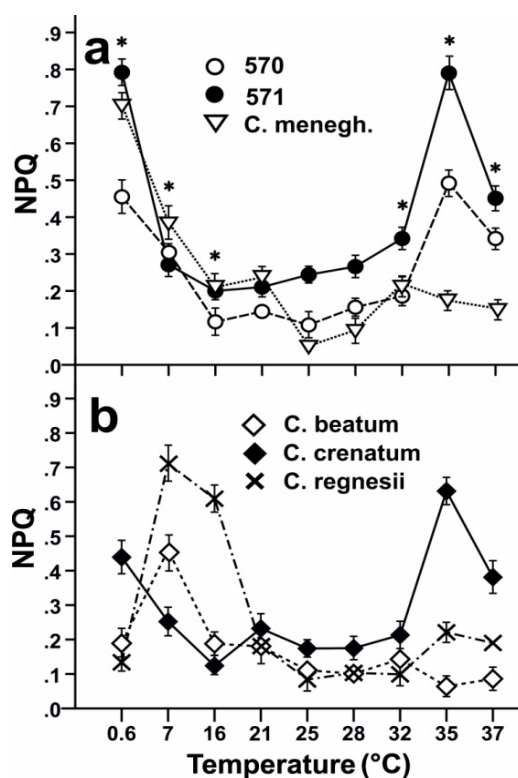 a
NPQ
.9
.8
.7
.6
.5
.4
.3
.2
.1
.0
570
571
C. menegh.
*
*
*
*
*
*
b
NPQ
.8
.7
.6
.5
.4
.3
.2
.1
.0
C. beatum
C. crenatum
C. regnesii
0.6 7 16 21 25 28 32 35 37
Temperature (°C)